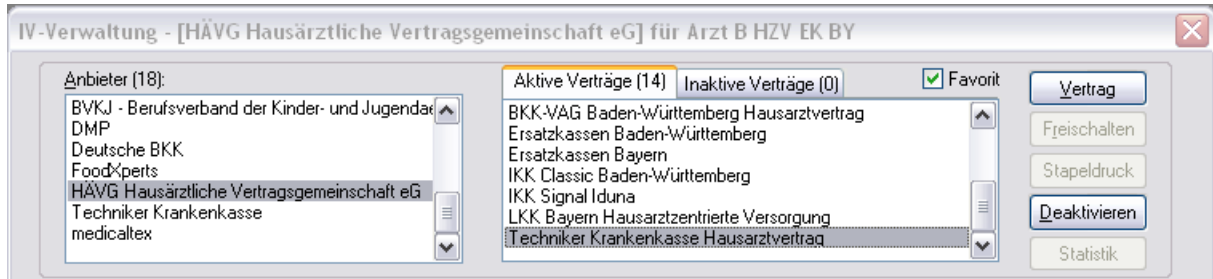 IV-Verwaltung - [HÄVG Hausärztliche Vertragsgemeinschaft eG] für Arzt B HZV EK BY
Anbieter (18):
BVKJ - Berufsverband der Kinder- und Jugendae
DMP
Deutsche BKK
FoodXperts
HÄVG Hausärztliche Vertragsgemeinschaft eG
Techniker Krankenkasse
medicaltex
Aktive Verträge (14)
Inaktive Verträge (0)
Favorit
BKK-VAG Baden-Württemberg Hausarztvertrag
Ersatzkassen Baden-Württemberg
Ersatzkassen Bayern
IKK Classic Baden-Württemberg
IKK Signal Iduna
LKK Bayern Hausarztzentrierte Versorgung
Techniker Krankenkasse Hausarztvertrag
Vertrag
Freischalten
Stapeldruck
Deaktivieren
Statistik